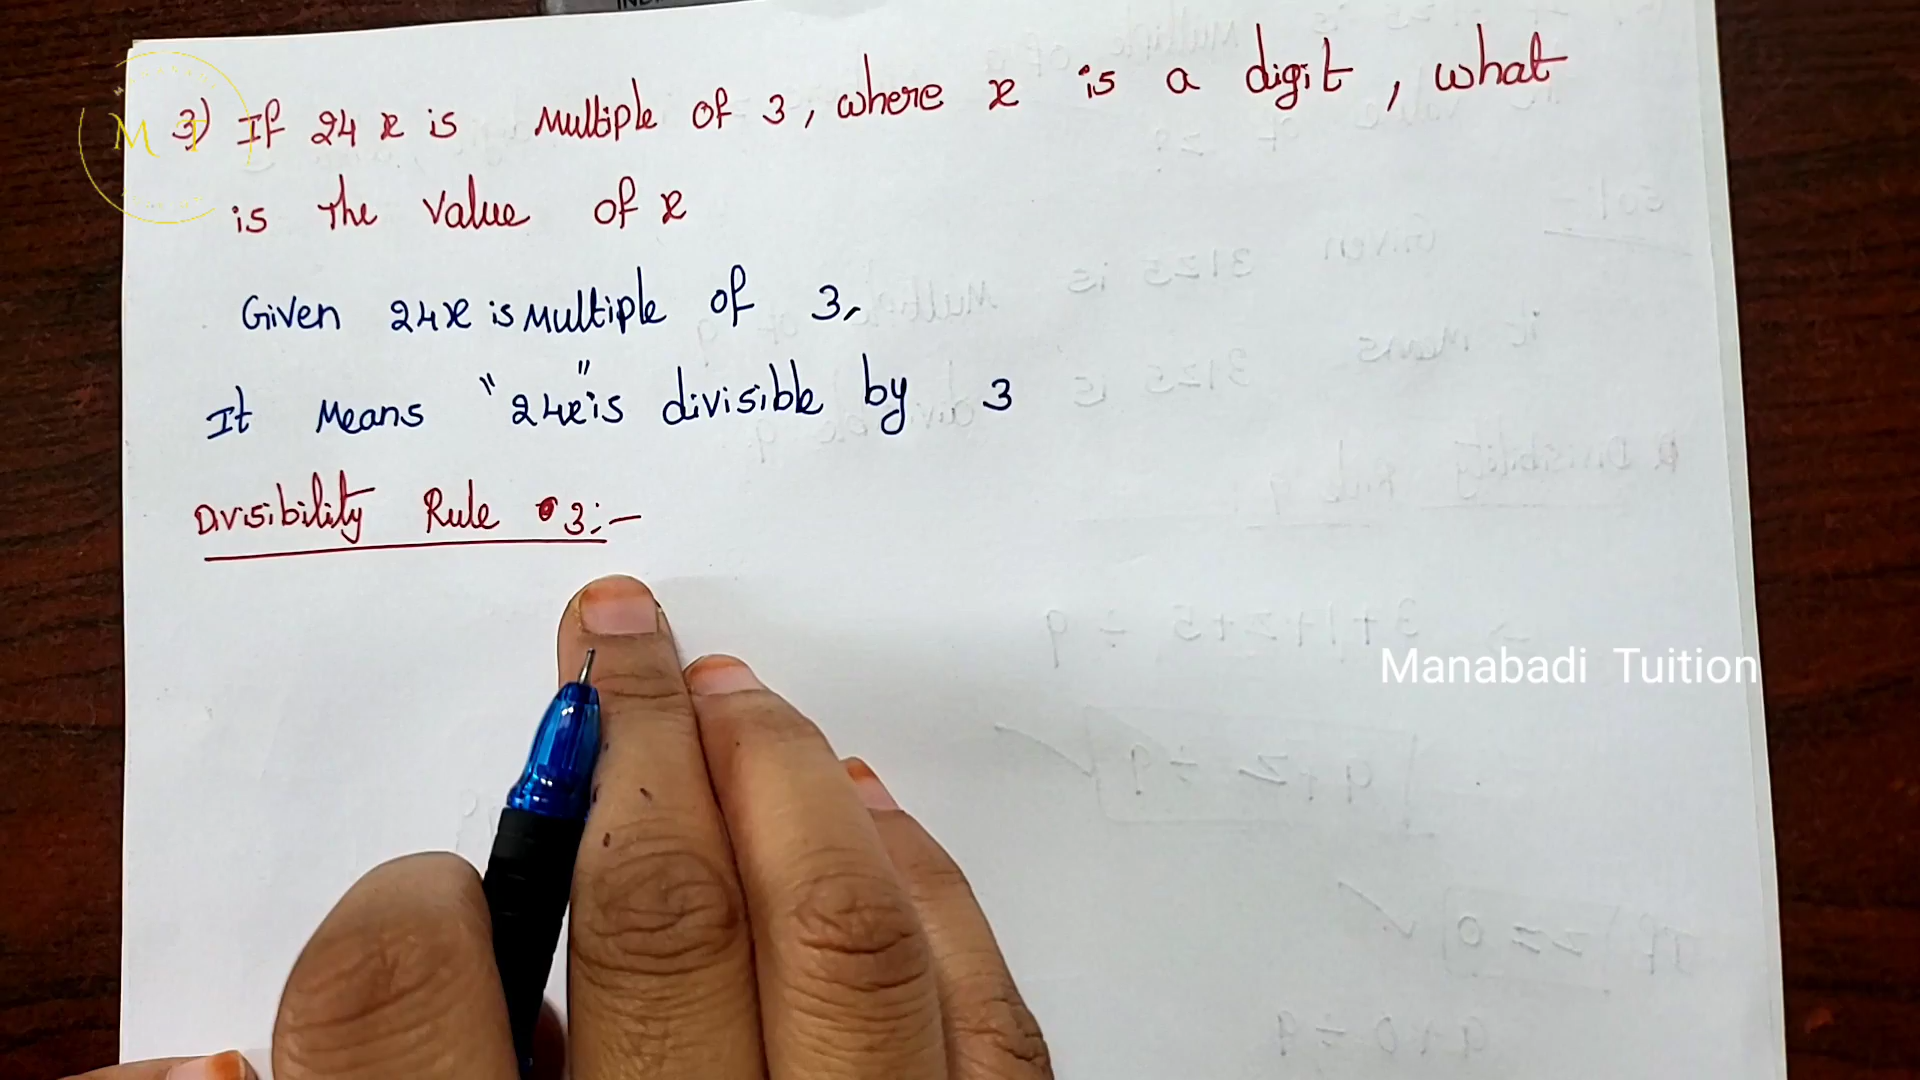 3) If 24 x is Multiple of 3, where x is a digit, what
is the value of x
Given 24x is multiple of 3,
It Means "24x" is divisible by 3
Divisibility Rule 3:-
Manabadi Tuition
M T